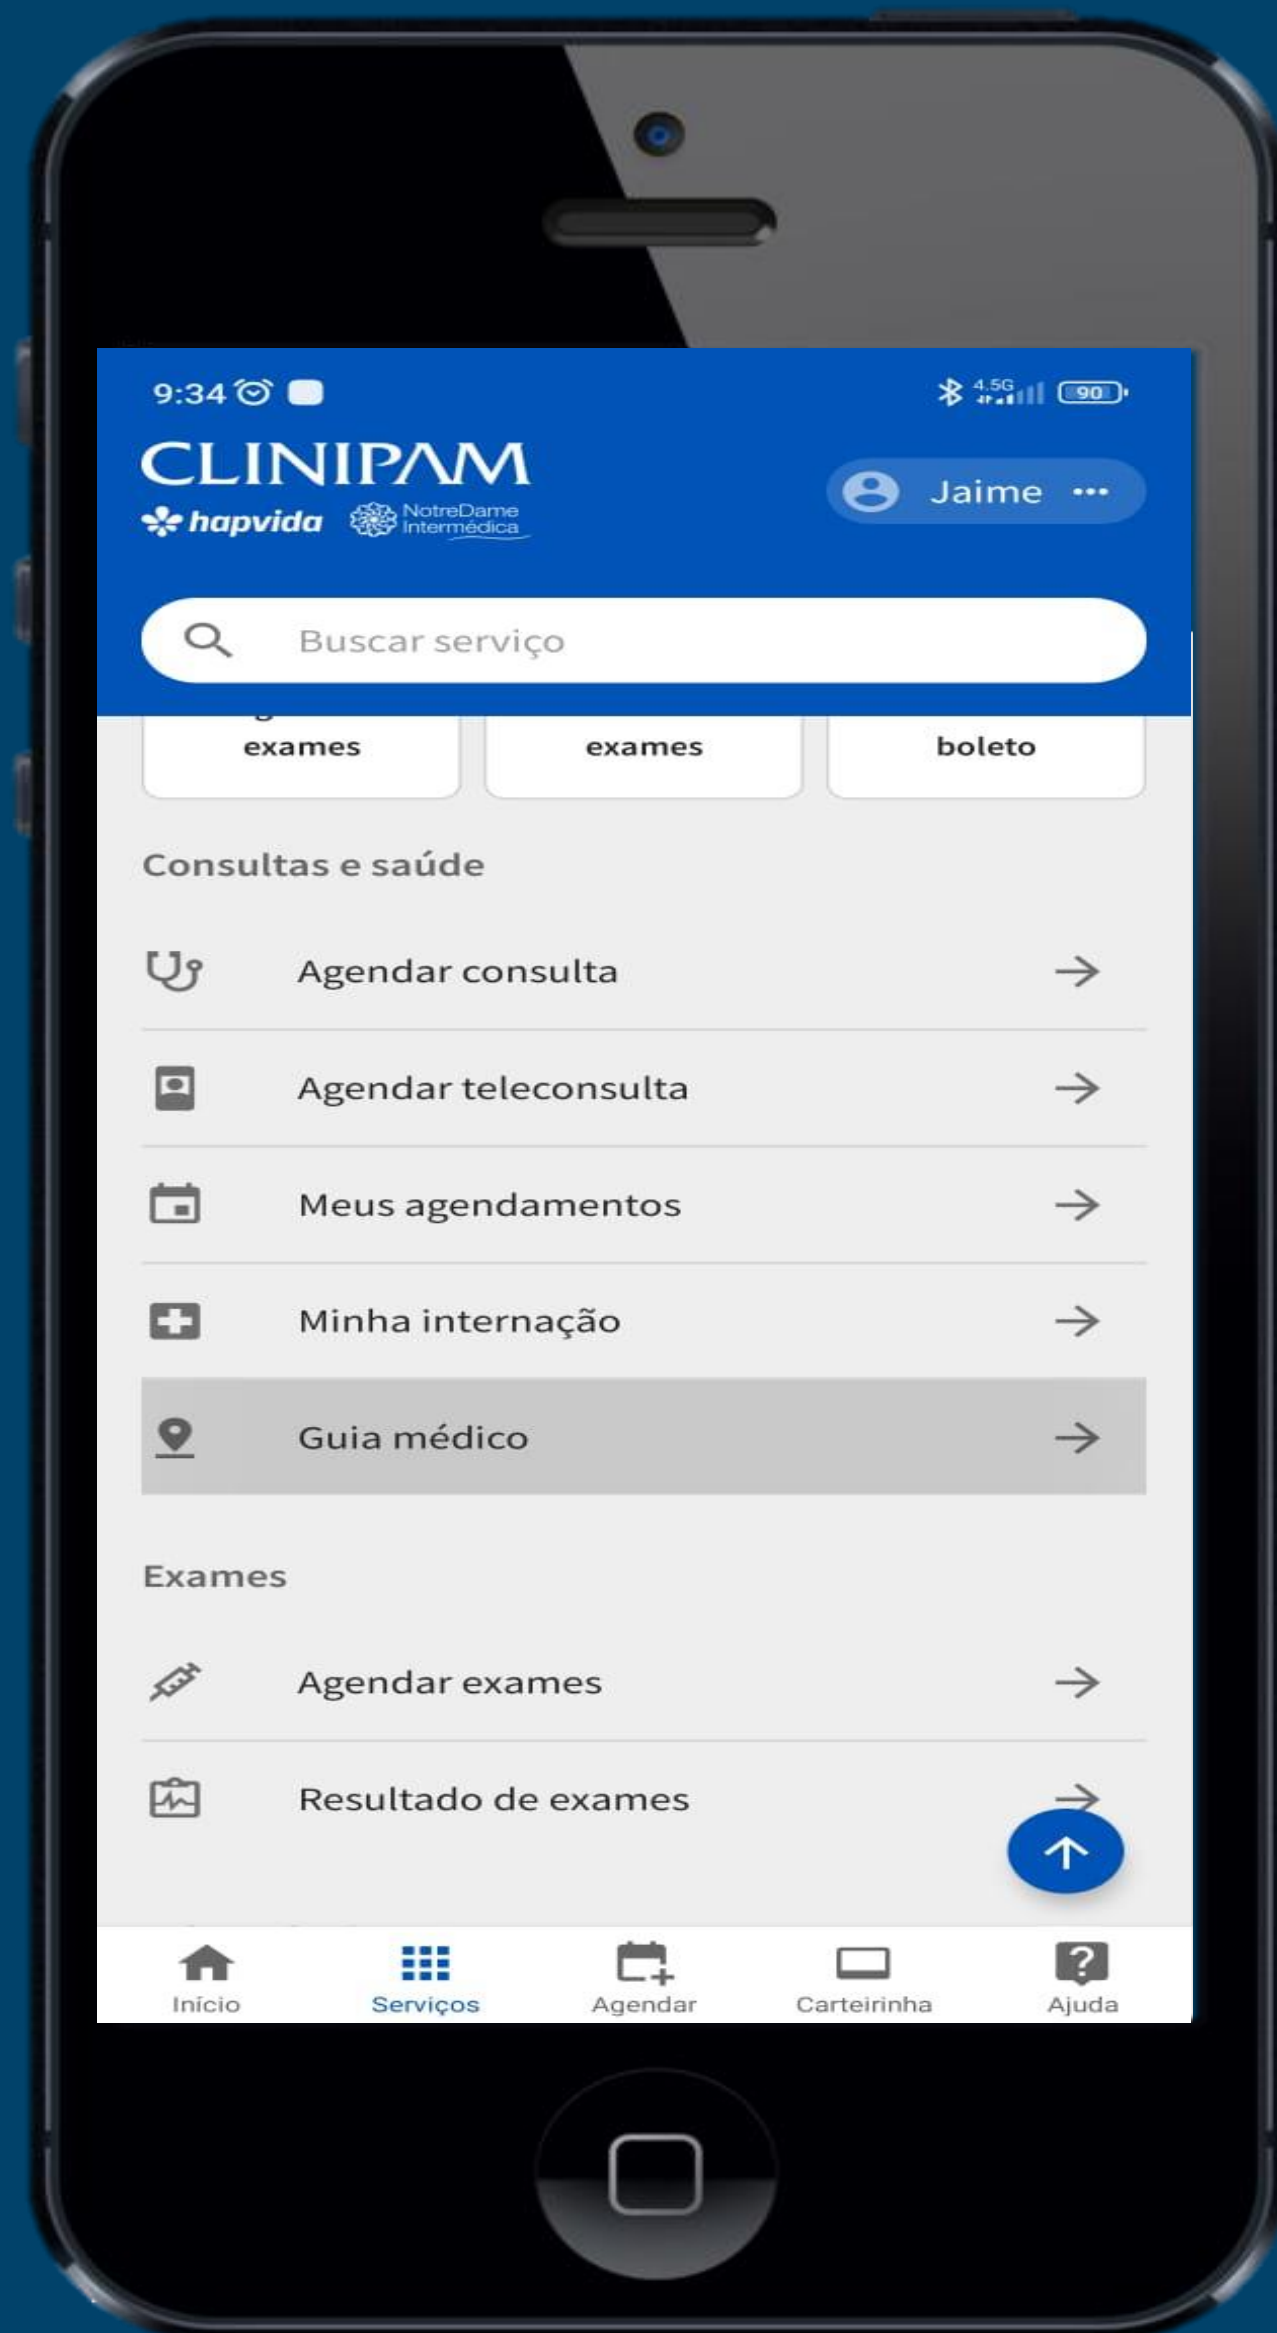 9:34
4.5G
90
CLINIPAM
hapvida
NotreDame
Intermédica
Jaime ...
Buscar serviço
exames
exames
boleto
Consultas e saúde
Agendar consulta
Agendar teleconsulta
Meus agendamentos
Minha internação
Guia médico
Exames
Agendar exames
Resultado de exames
Início
Serviços
Agendar
Carteirinha
Ajuda